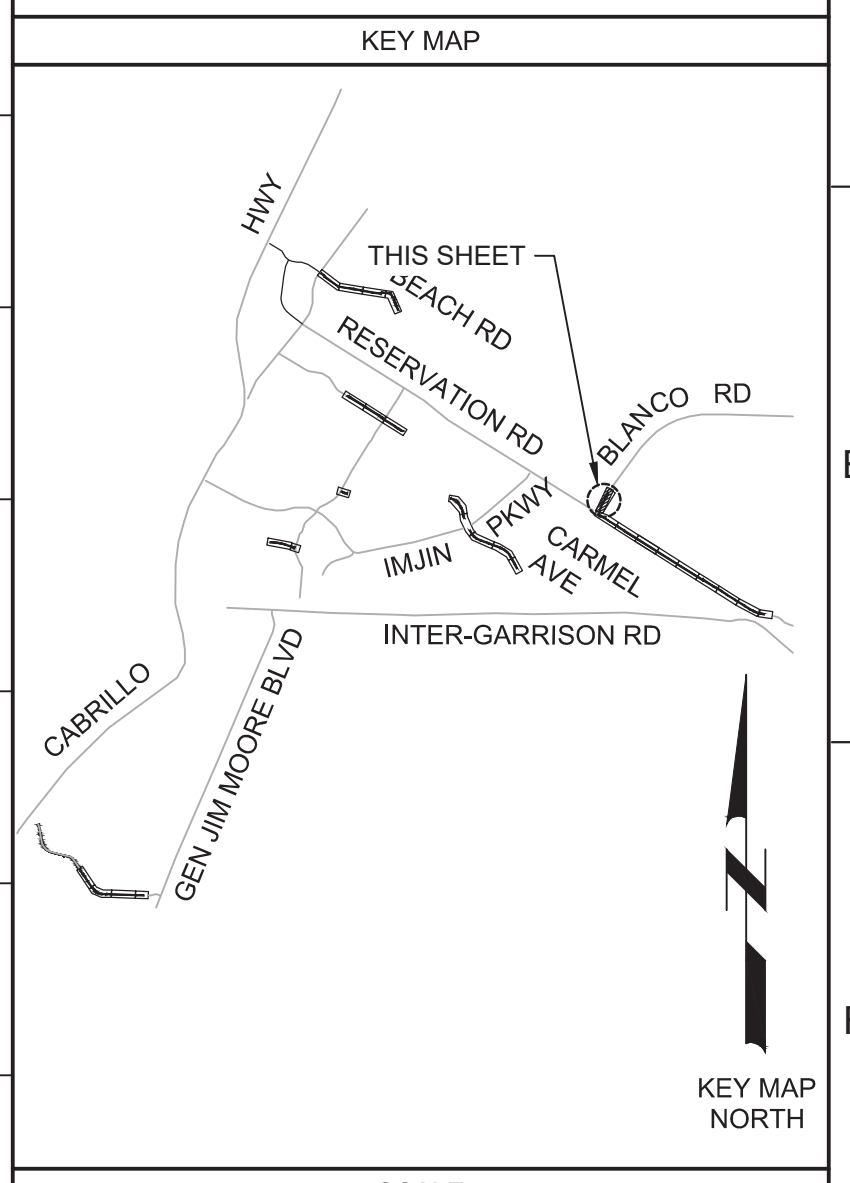 KEY MAP
HWY
THIS SHEET
BEACH RD
RESERVATION RD
BLANCO RD
IMJIN PKWY
CARMEL
AVE
INTER-GARRISON RD
CABRILLO
GEN JIM MOORE BLVD
N
KEY MAP
NORTH